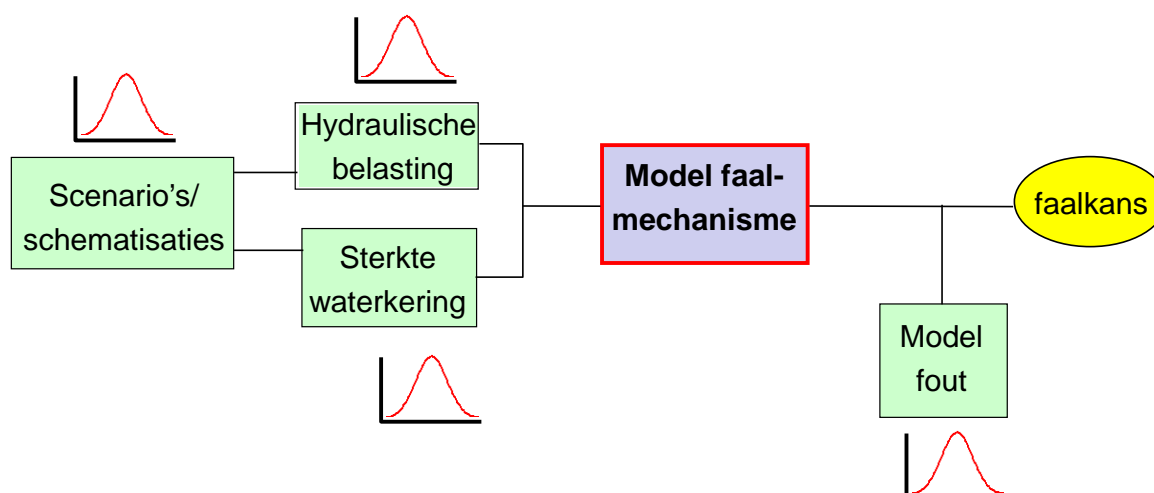 Scenario's/
schematisaties
Hydraulische
belasting
Sterkte
waterkering
Model faal-
mechanisme
faalkans
Model
fout